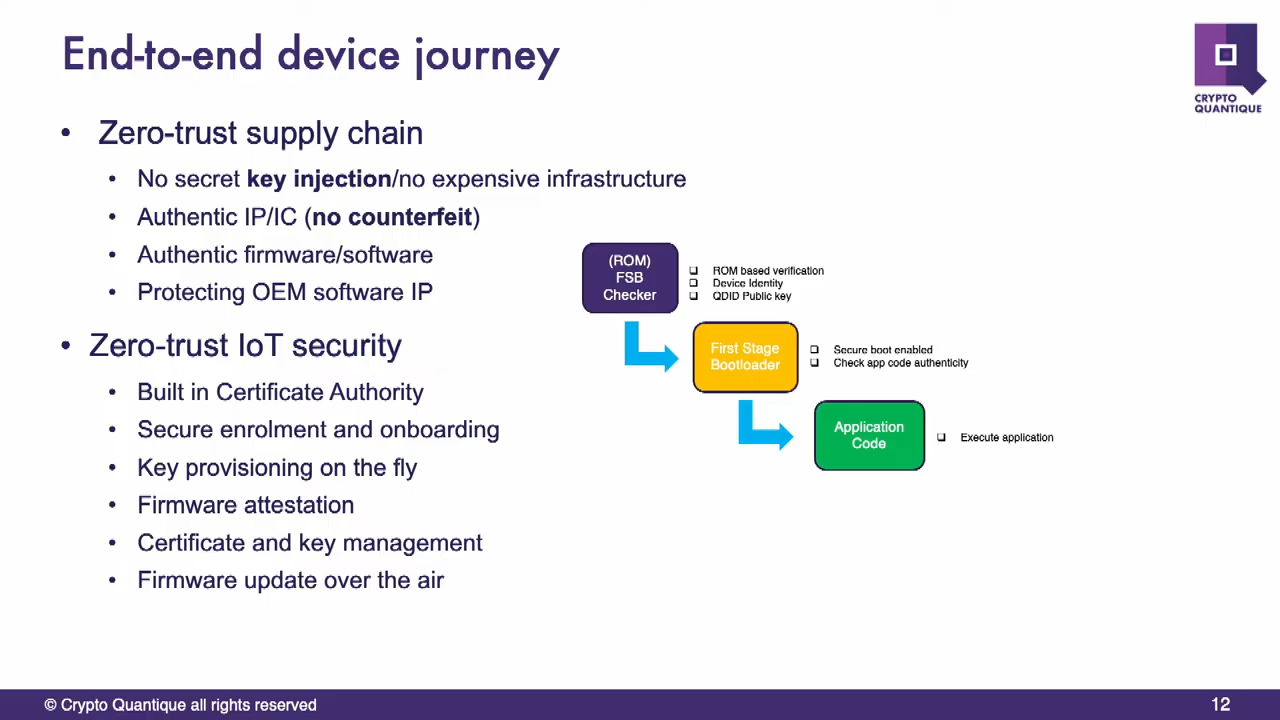 End-to-end device journey
CRYPTO
QUANTIQUE
• Zero-trust supply chain
• No secret key injection/no expensive infrastructure
• Authentic IP/IC (no counterfeit)
• Authentic firmware/software
• Protecting OEM software IP
• Zero-trust IoT security
• Built in Certificate Authority
• Secure enrolment and onboarding
• Key provisioning on the fly
• Firmware attestation
• Certificate and key management
• Firmware update over the air
(ROM)
FSB
Checker
❑ ROM based verification
❑ Device Identity
❑ QDID Public key
First Stage
Bootloader
❑ Secure boot enabled
❑ Check app code authenticity
Application
Code
❑ Execute application
© Crypto Quantique all rights reserved
12